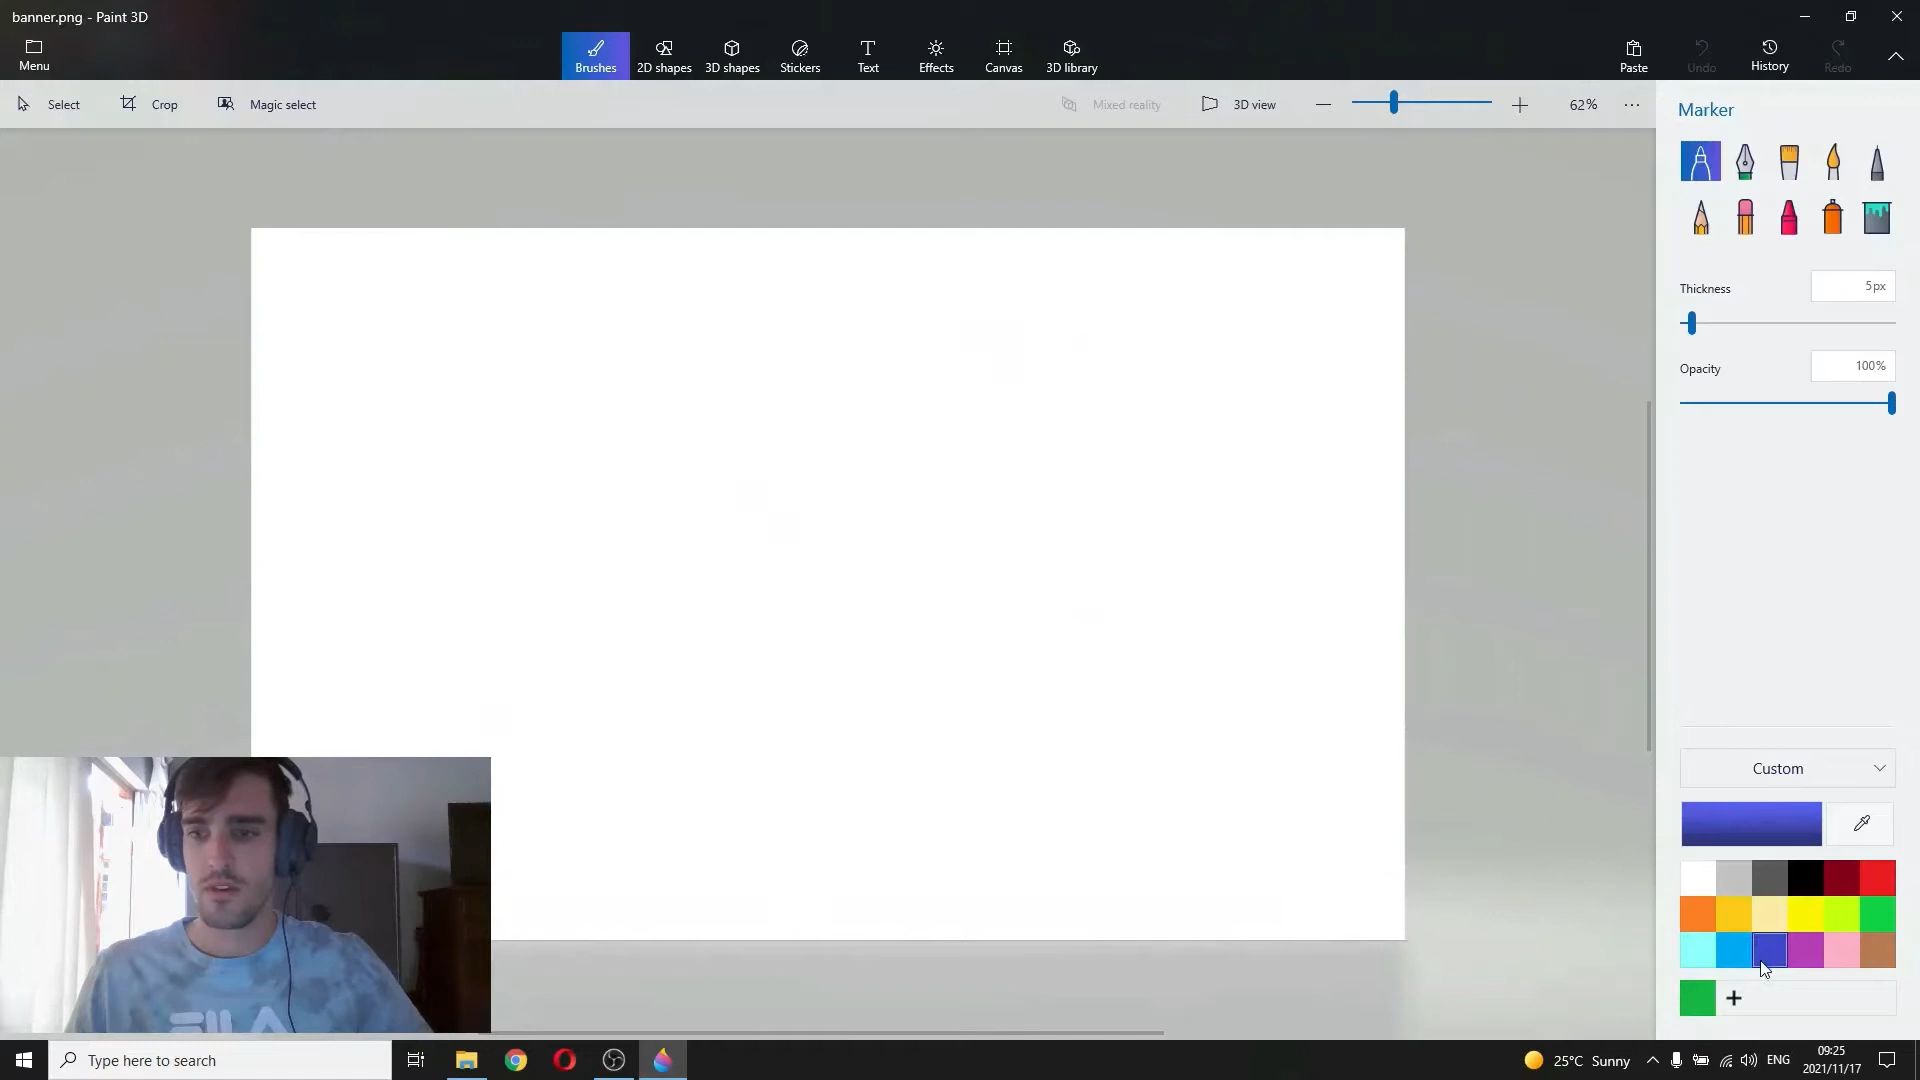 banner.png - Paint 3D
Menu
Brushes
2D shapes
3D shapes
Stickers
Text
Effects
Canvas
3D library
Paste
Undo
History
Redo
Select
Crop
Magic select
Mixed reality
3D view
62%
Marker
Thickness
5px
Opacity
100%
Custom
FILA
Type here to search
25°C Sunny
ENG
09:25
2021/11/17